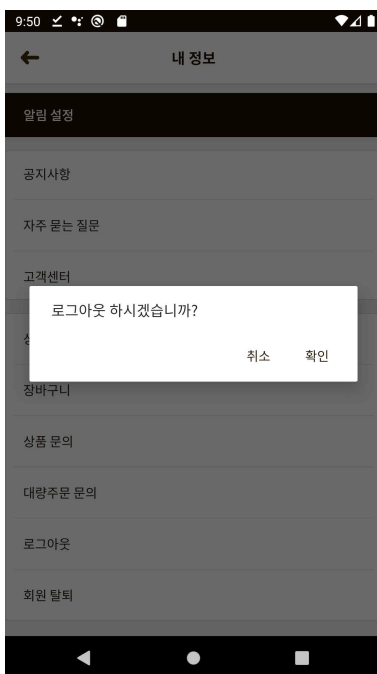 9:50
내 정보
알림 설정
공지사항
자주 묻는 질문
고객센터
로그아웃 하시겠습니까?
취소 확인
장바구니
상품 문의
대량주문 문의
로그아웃
회원 탈퇴